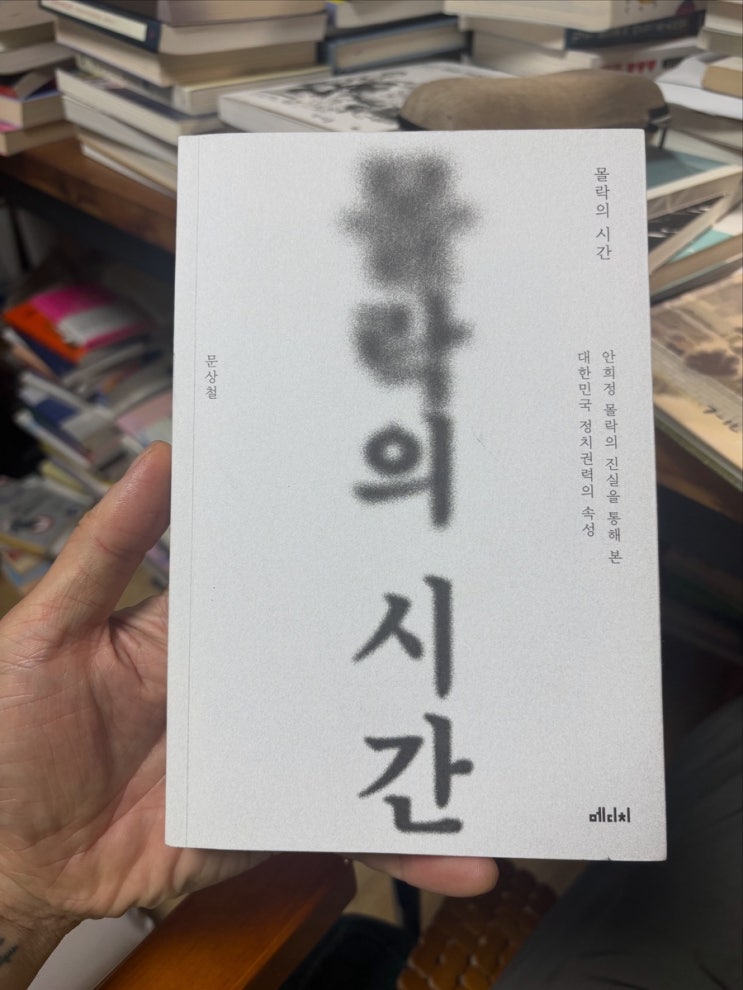 몰락의 시간
몰락의 시간
안희정 몰락의 진실을 통해 본
대한민국 정치권력의 속성
문상철
메디치